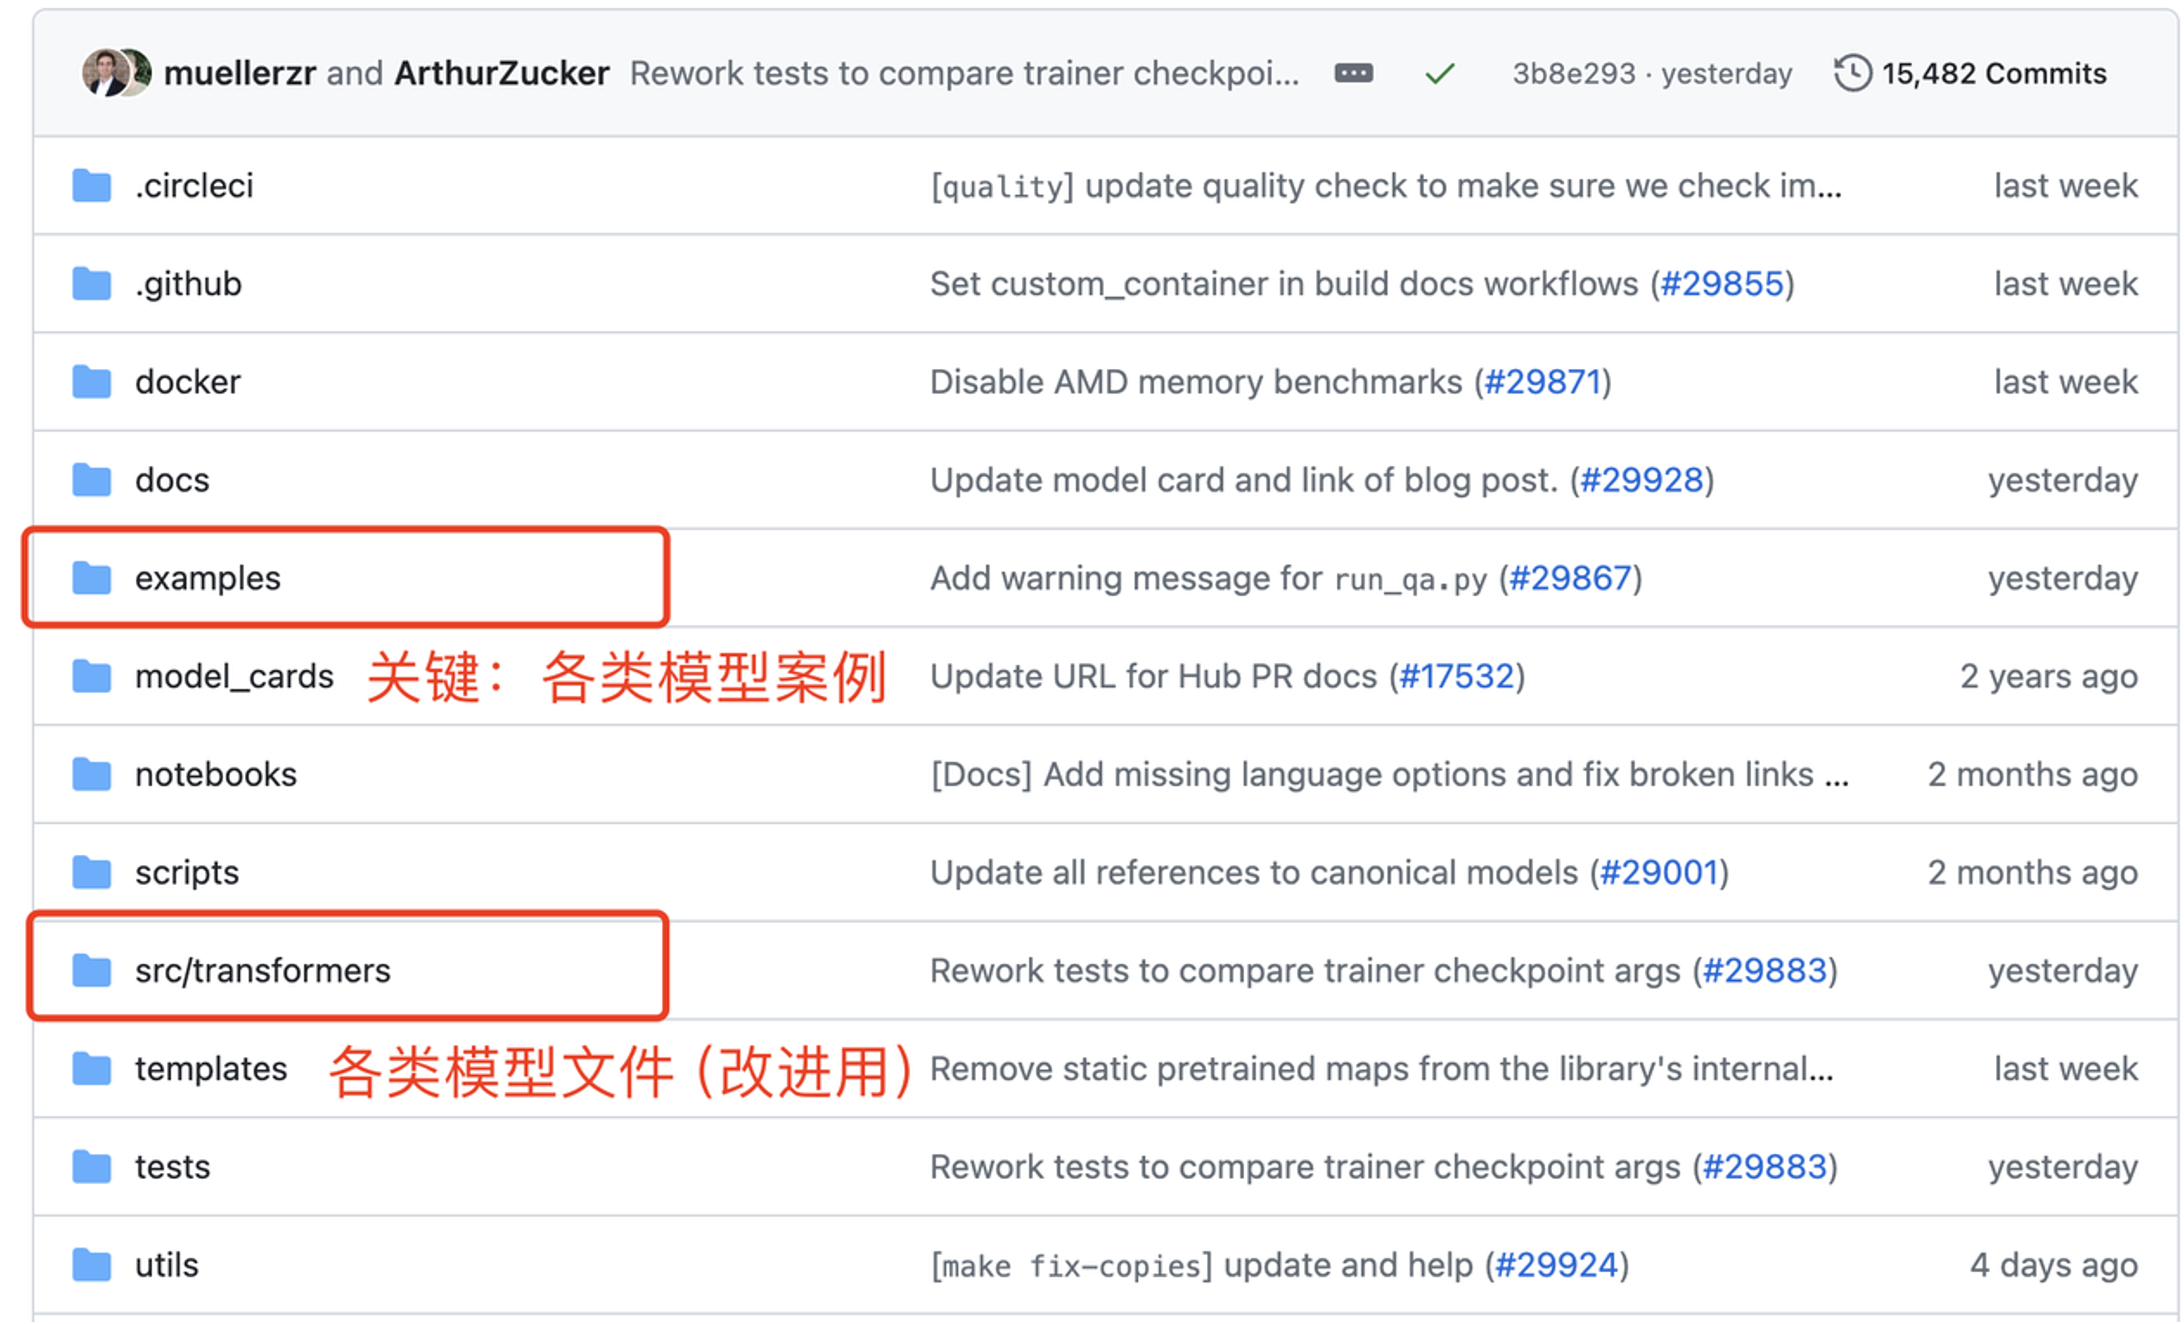 muellerzr and ArthurZucker Rework tests to compare trainer checkpoi... 3b8e293 · yesterday 15,482 Commits
.circleci [quality] update quality check to make sure we check im... last week
.github Set custom_container in build docs workflows (#29855) last week
docker Disable AMD memory benchmarks (#29871) last week
docs Update model card and link of blog post. (#29928) yesterday
examples Add warning message for run_qa.py (#29867) yesterday
model_cards 关键：各类模型案例 Update URL for Hub PR docs (#17532) 2 years ago
notebooks [Docs] Add missing language options and fix broken links ... 2 months ago
scripts Update all references to canonical models (#29001) 2 months ago
src/transformers Rework tests to compare trainer checkpoint args (#29883) yesterday
templates 各类模型文件（改进用） Remove static pretrained maps from the library's internal... last week
tests Rework tests to compare trainer checkpoint args (#29883) yesterday
utils [make fix-copies] update and help (#29924) 4 days ago